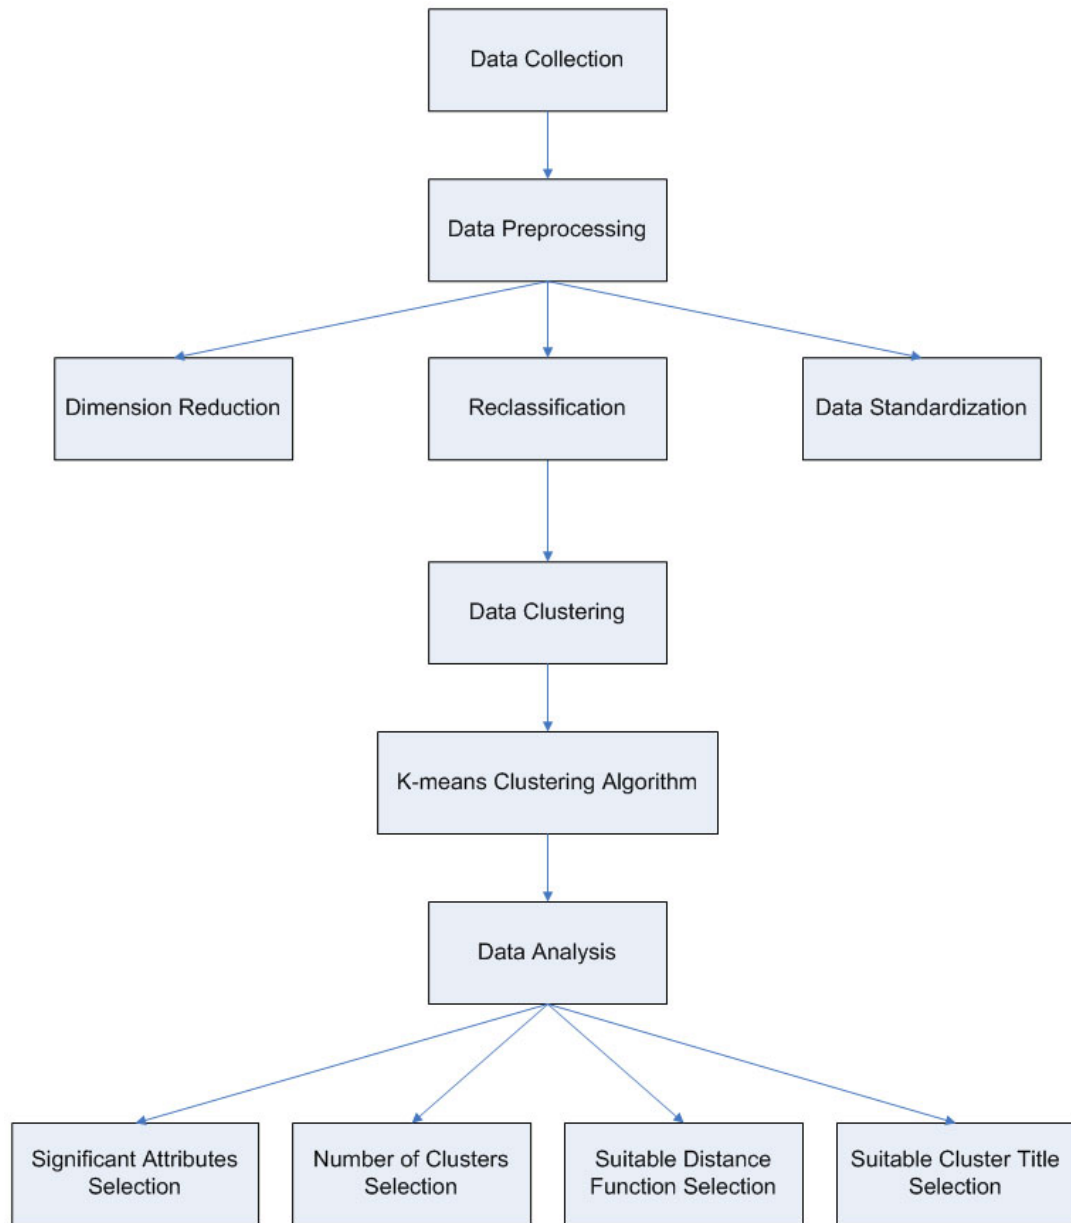 Data Collection
Data Preprocessing
Dimension Reduction
Reclassification
Data Standardization
Data Clustering
K-means Clustering Algorithm
Data Analysis
Significant Attributes
Selection
Number of Clusters
Selection
Suitable Distance
Function Selection
Suitable Cluster Title
Selection